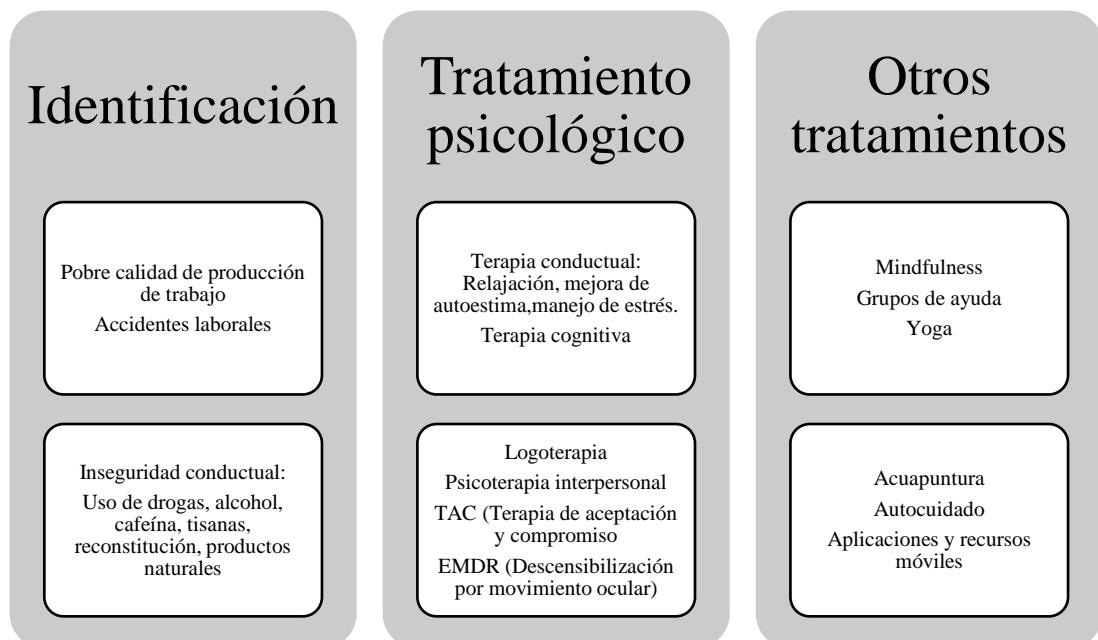 Identificación
Pobre calidad de producción
de trabajo
Accidentes laborales
Inseguridad conductual:
Uso de drogas, alcohol,
cafeína, tisanas,
reconstitución, productos
naturales
Tratamiento
psicológico
Terapia conductual:
Relajación, mejora de
autoestima,manejo de estrés.
Terapia cognitiva
Logoterapia
Psicoterapia interpersonal
TAC (Terapia de aceptación
y compromiso
EMDR (Descensibilización
por movimiento ocular)
Otros
tratamientos
Mindfulness
Grupos de ayuda
Yoga
Acuapuntura
Autocuidado
Aplicaciones y recursos
móviles